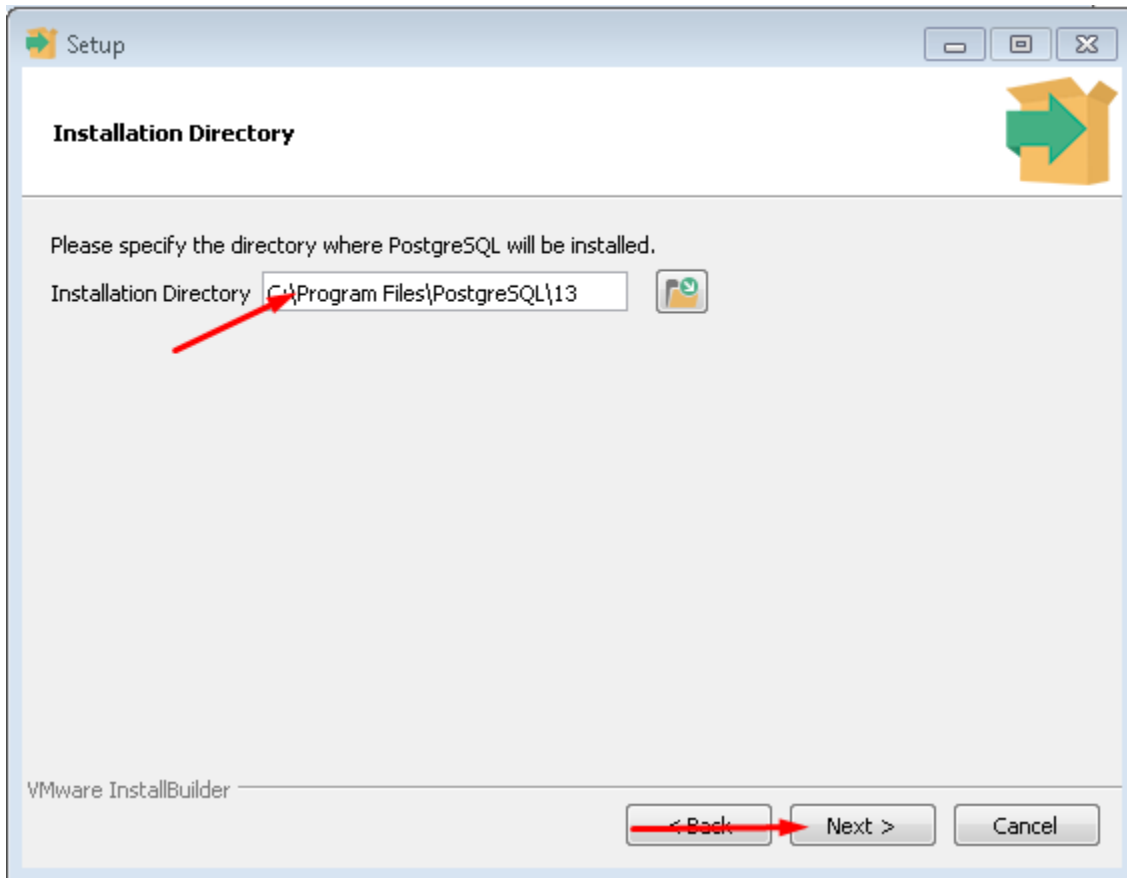 Setup
Installation Directory
Please specify the directory where PostgreSQL will be installed.
Installation Directory C:\Program Files\PostgreSQL\13
VMware InstallBuilder
< Back Next > Cancel